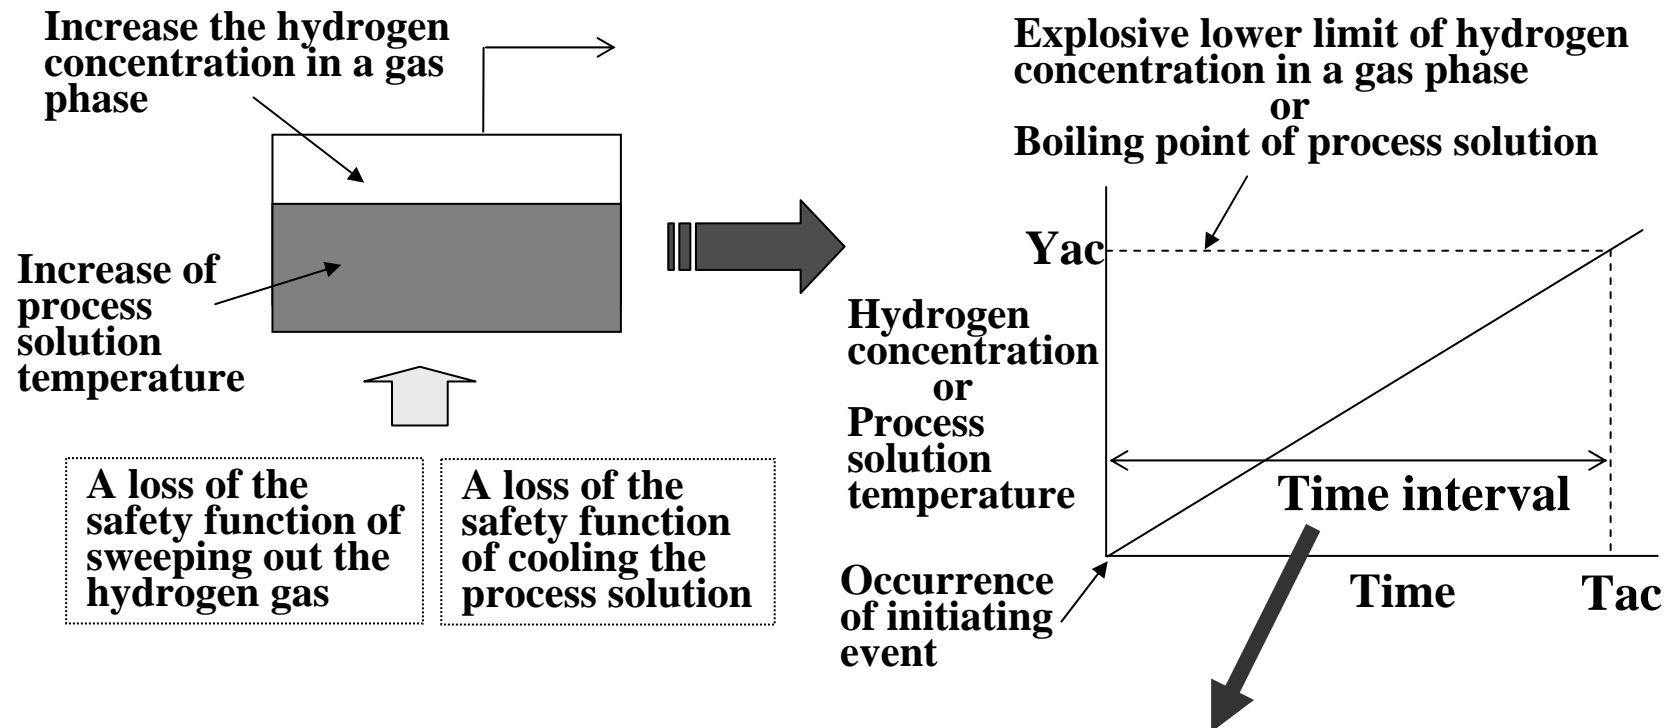 Increase the hydrogen
concentration in a gas
phase
Increase of
process
solution
temperature
A loss of the
safety function of
sweeping out the
hydrogen gas
A loss of the
safety function
of cooling the
process solution
Explosive lower limit of hydrogen
concentration in a gas phase
or
Boiling point of process solution
Yac
Hydrogen
concentration
or
Process
solution
temperature
Time interval
Occurrence
of initiating
event
Time
Tac